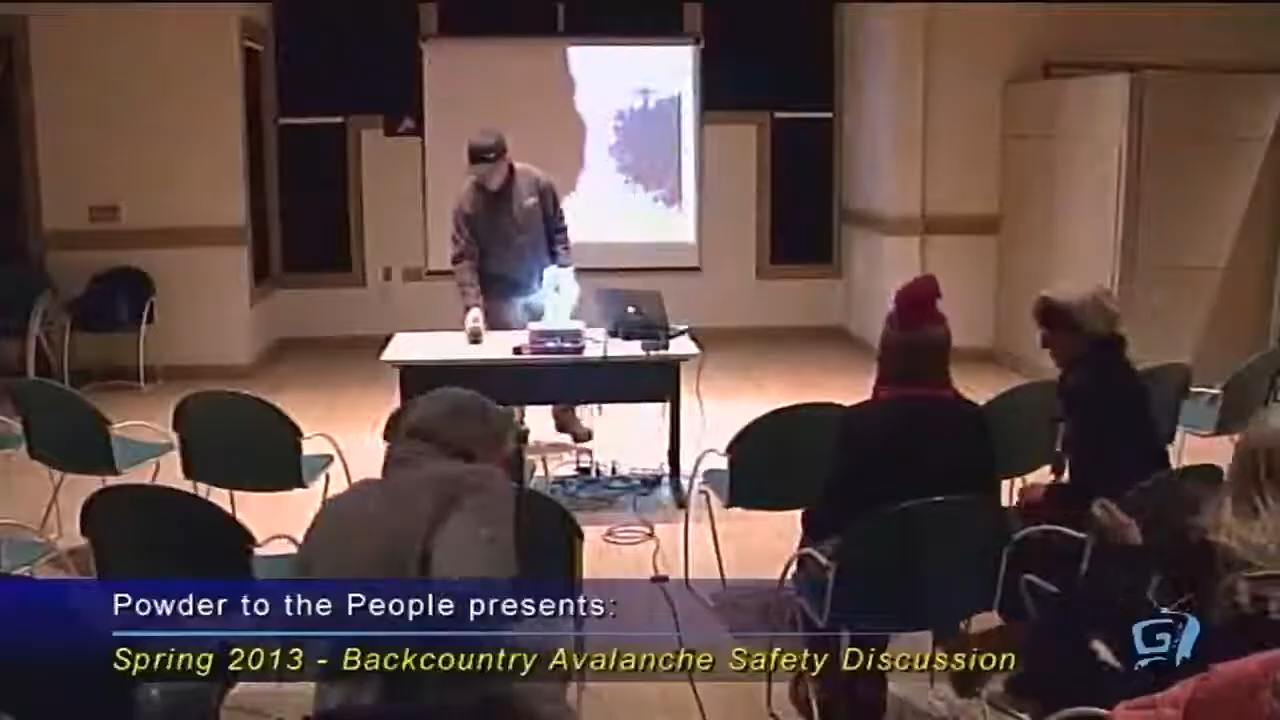 Powder to the People presents:
Spring 2013 - Backcountry Avalanche Safety Discussion